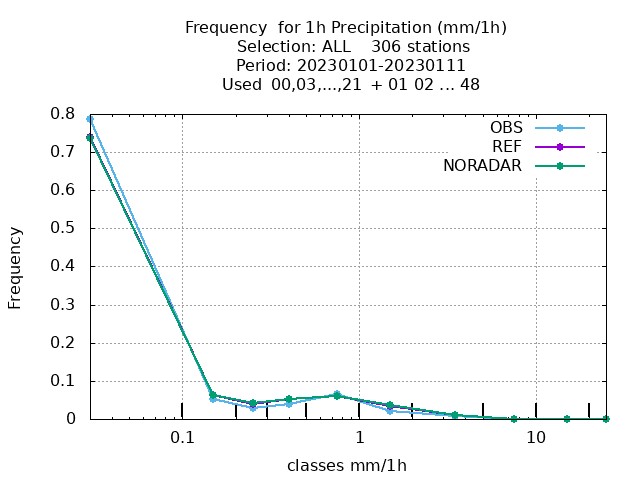 Frequency  for 1h Precipitation (mm/1h)
Selection: ALL    306 stations
Period: 20230101-20230111
Used  00,03,...,21  + 01 02 ... 48
OBS
REF
NORADAR
Frequency
0.8
0.7
0.6
0.5
0.4
0.3
0.2
0.1
0
0.1
1
10
classes mm/1h